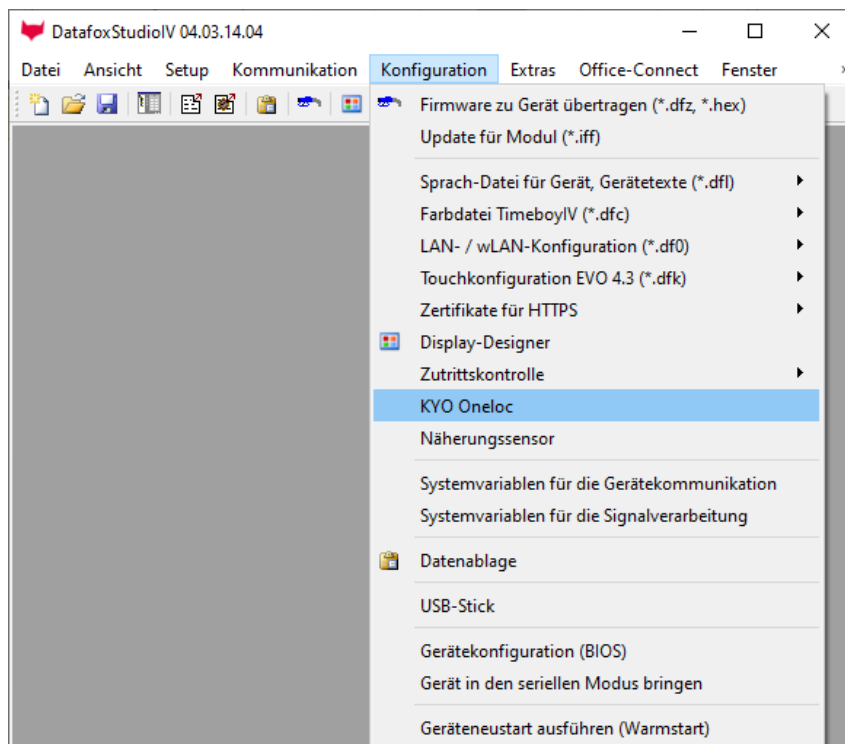 DatafoxStudioIV 04.03.14.04
Datei Ansicht Setup Kommunikation Konfiguration Extras Office-Connect Fenster
Firmware zu Gerät übertragen (*.dfz, *.hex)
Update für Modul (*.iff)
Sprach-Datei für Gerät, Gerätetexte (*.dfl)
Farbdatei TimeboyIV (*.dfc)
LAN- / wLAN-Konfiguration (*.df0)
Touchkonfiguration EVO 4.3 (*.dfk)
Zertifikate für HTTPS
Display-Designer
Zutrittskontrolle
KYO Oneloc
Näherungssensor
Systemvariablen für die Gerätekommunikation
Systemvariablen für die Signalverarbeitung
Datenablage
USB-Stick
Gerätekonfiguration (BIOS)
Gerät in den seriellen Modus bringen
Geräteneustart ausführen (Warmstart)